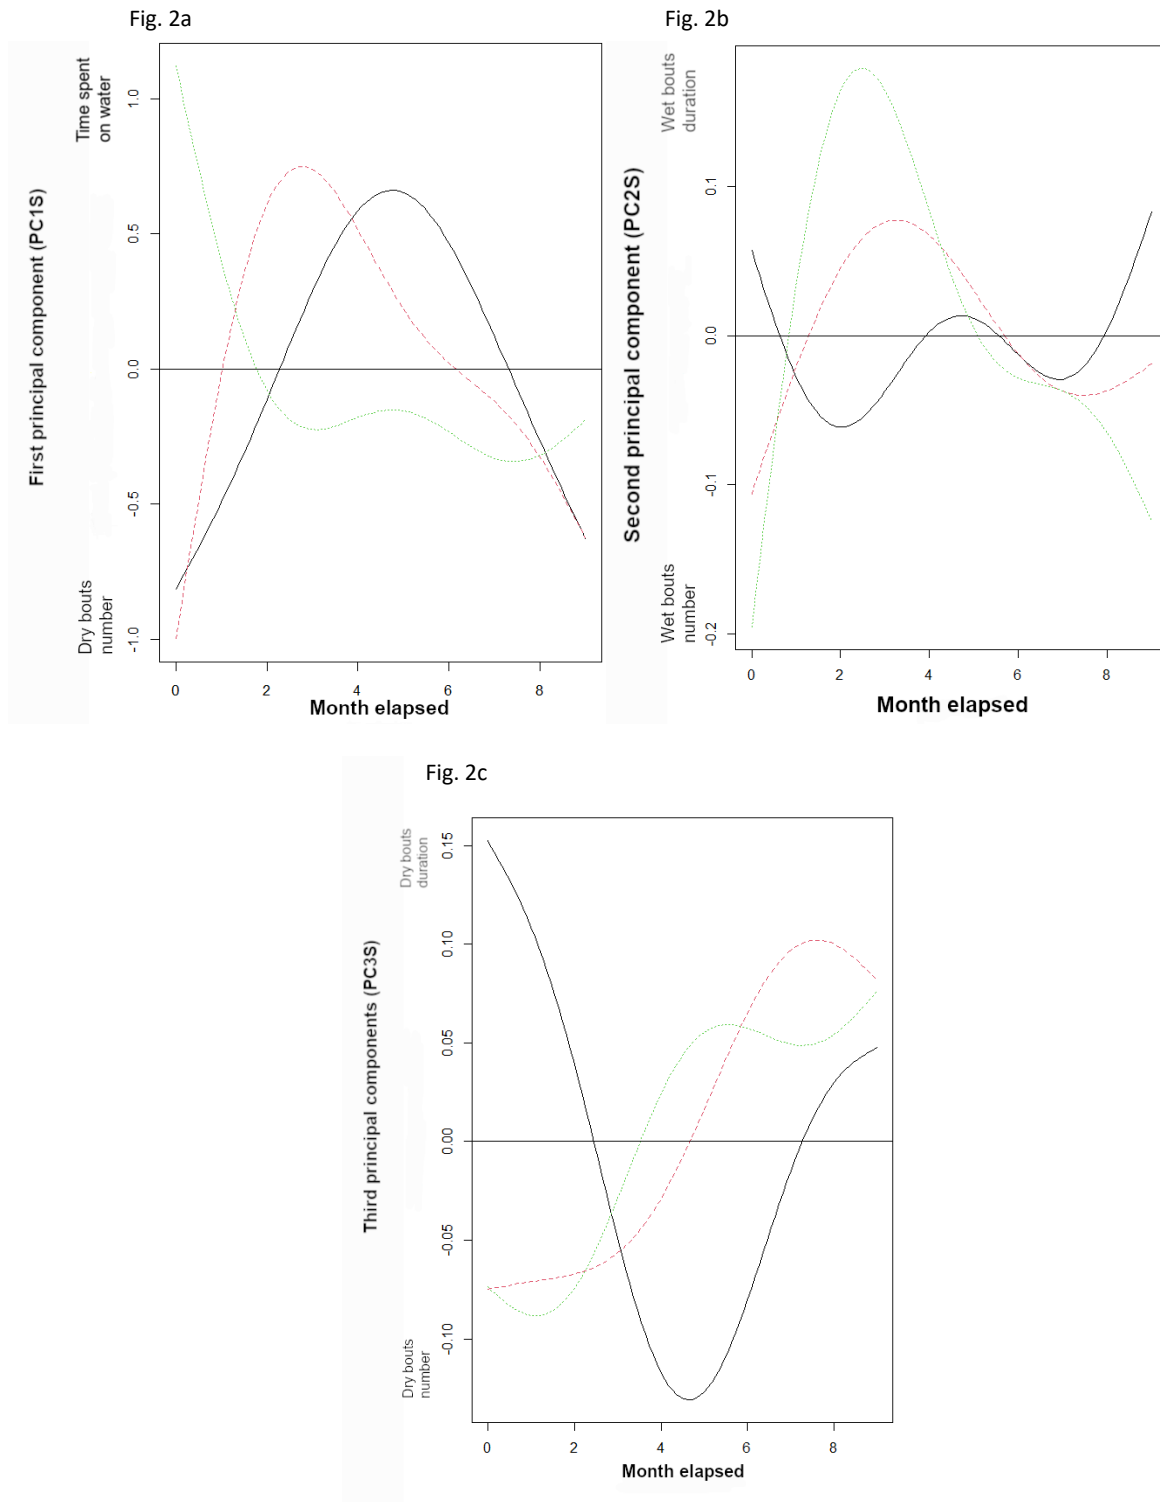 Fig. 2a
Time spent
on water
First principal component (PC1S)
Dry bouts
number
1.0
0.5
0.0
-0.5
-1.0
0 2 4 6 8
Month elapsed
Fig. 2b
Wet bouts
duration
Second principal component (PC2S)
Wet bouts
number
0.1
0.0
-0.1
-0.2
0 2 4 6 8
Month elapsed
Fig. 2c
Dry bouts
duration
Third principal components (PC3S)
Dry bouts
number
0.15
0.10
0.05
0.00
-0.05
-0.10
0 2 4 6 8
Month elapsed